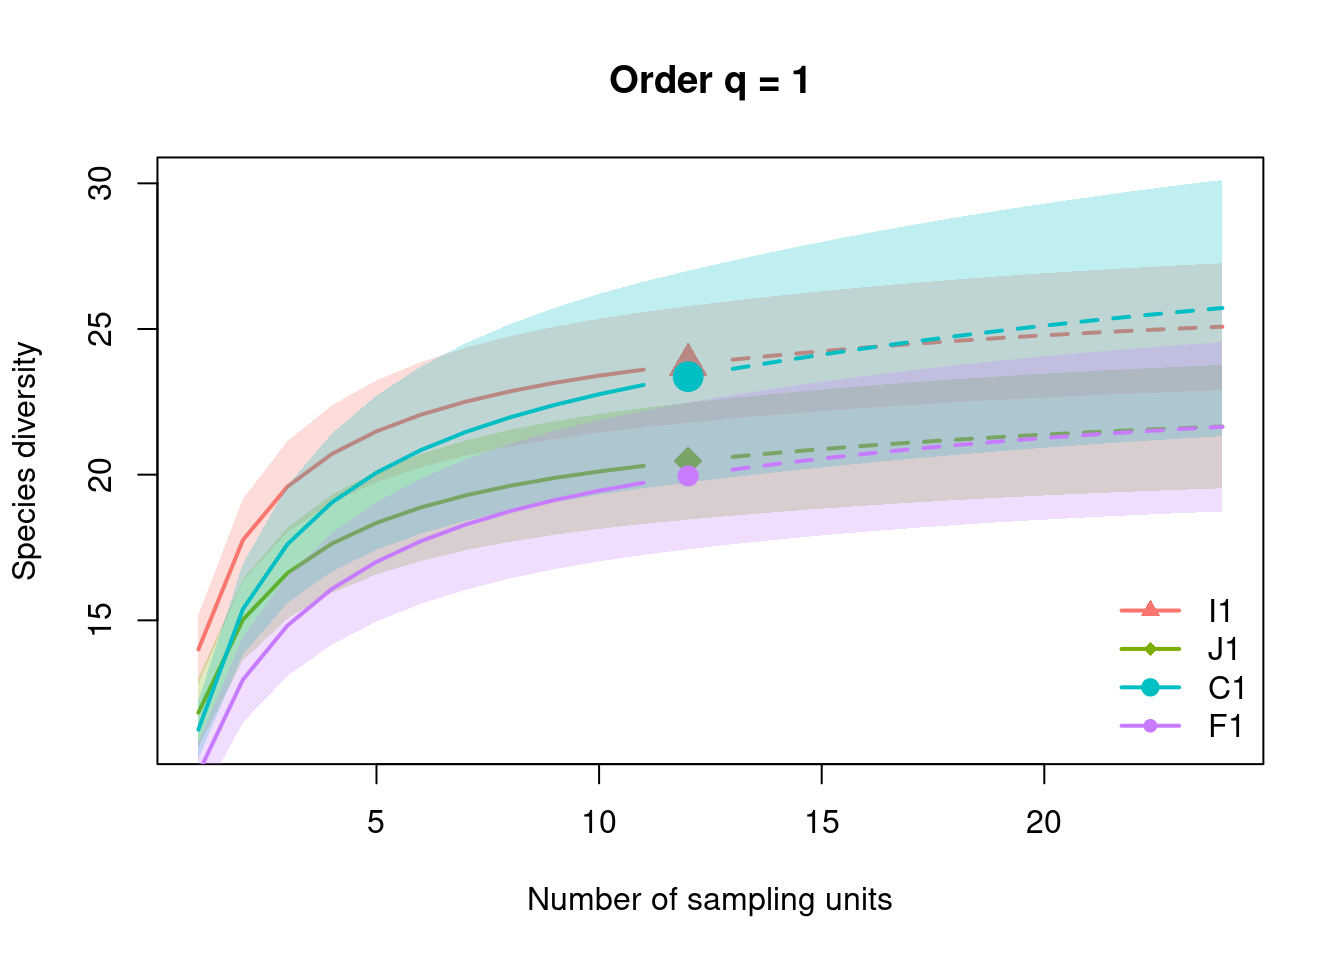 Order q = 1
Species diversity
30
25
20
15
5 10 15 20
Number of sampling units
I1
J1
C1
F1